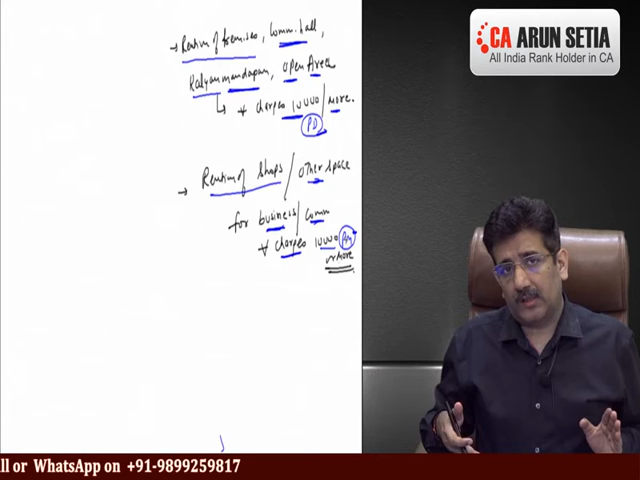 → Renting of Premises, Comm. hall,
Kalyanmandapam, Open Area
↳ + charges 10000/more.
PD
→ Renting of Shops / other space
for business / Comm
+ charges 10000 PM
or more
CA ARUN SETIA
All India Rank Holder in CA
all or WhatsApp on +91-9899259817